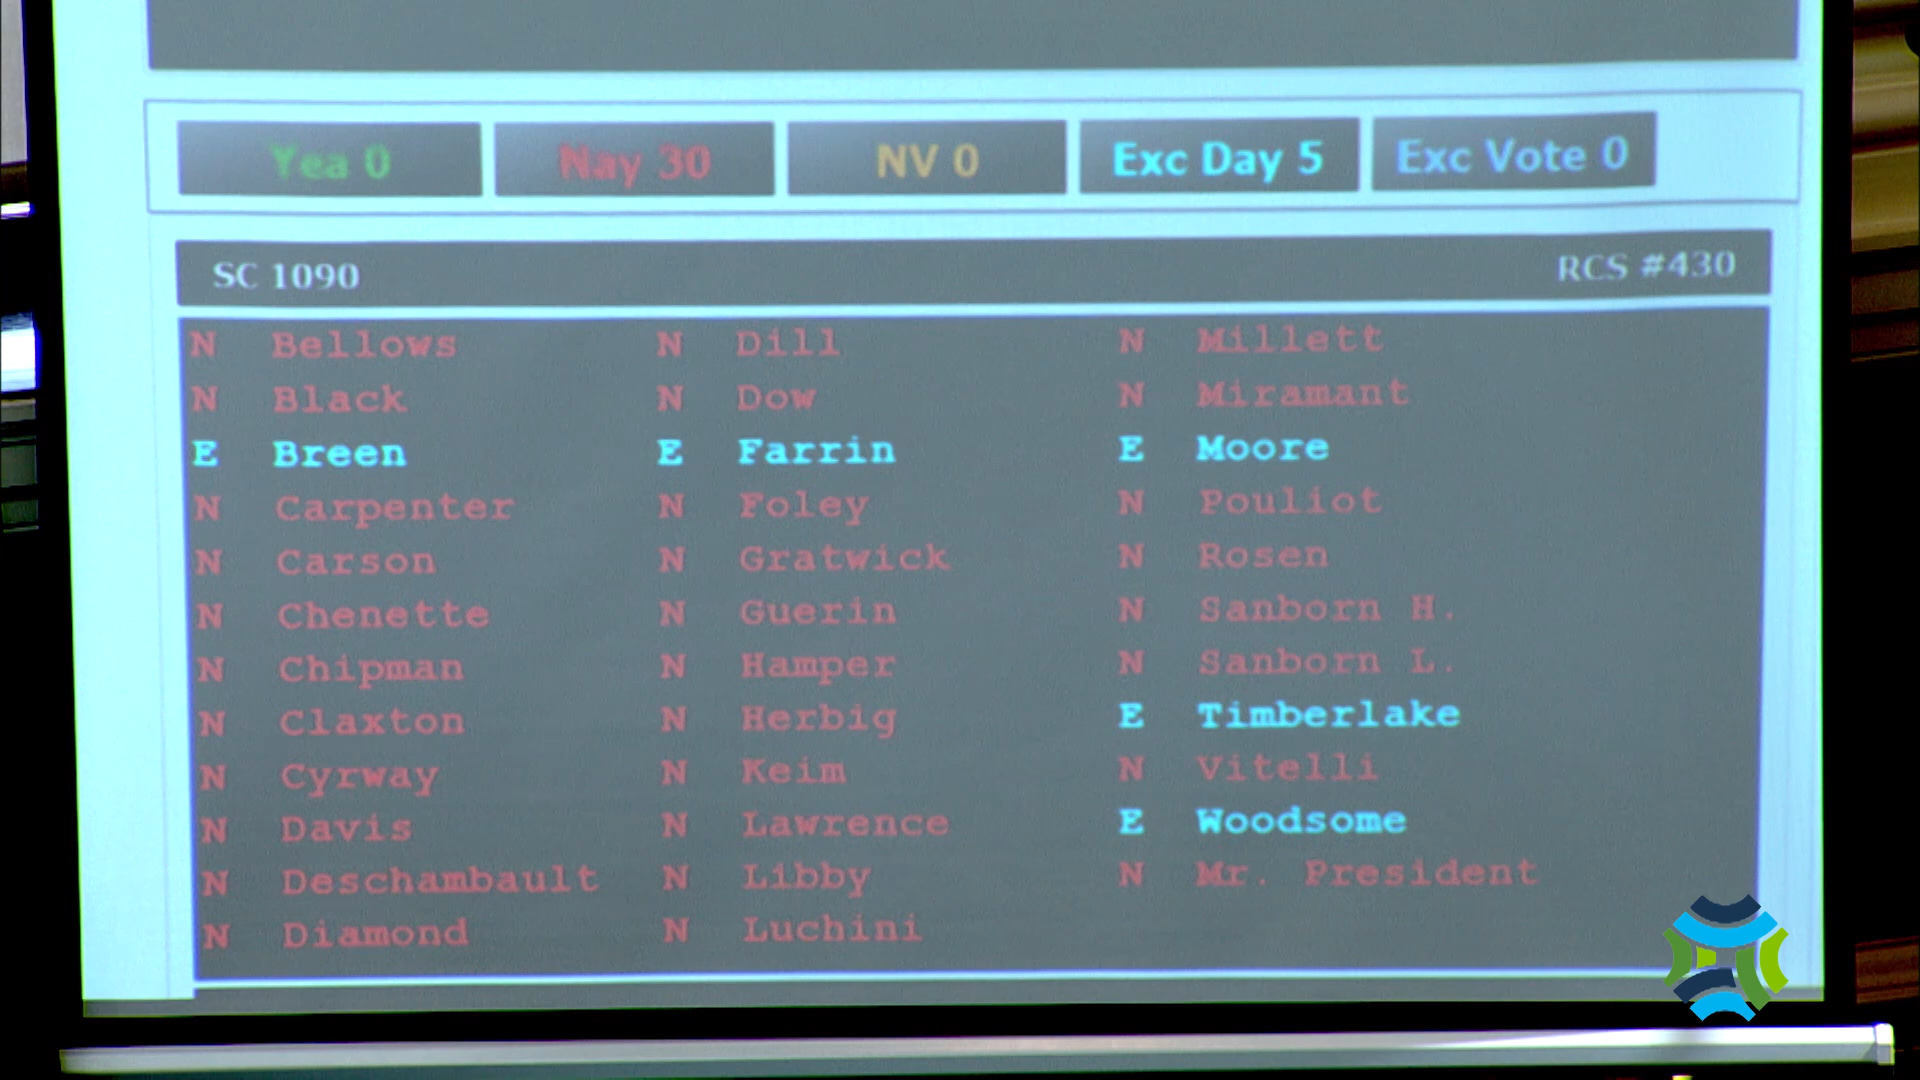 Yea 0 Nay 30 NV 0 Exc Day 5 Exc Vote 0
SC 1090 RCS #430
N Bellows N Dill N Millett
N Black N Dow N Miramant
E Breen E Farrin E Moore
N Carpenter N Foley N Pouliot
N Carson N Gratwick N Rosen
N Chenette N Guerin N Sanborn H.
N Chipman N Hamper N Sanborn L.
N Claxton N Herbig E Timberlake
N Cyrway N Keim N Vitelli
N Davis N Lawrence E Woodsome
N Deschambault N Libby N Mr. President
N Diamond N Luchini